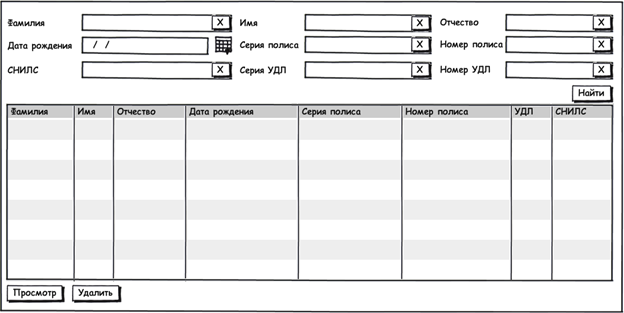 Фамилия X Имя X Отчество X
Дата рождения / / Серия полиса X Номер полиса X
СНИЛС X Серия УДЛ X Номер УДЛ X
Найти
Фамилия Имя Отчество Дата рождения Серия полиса Номер полиса УДЛ СНИЛС
Просмотр Удалить